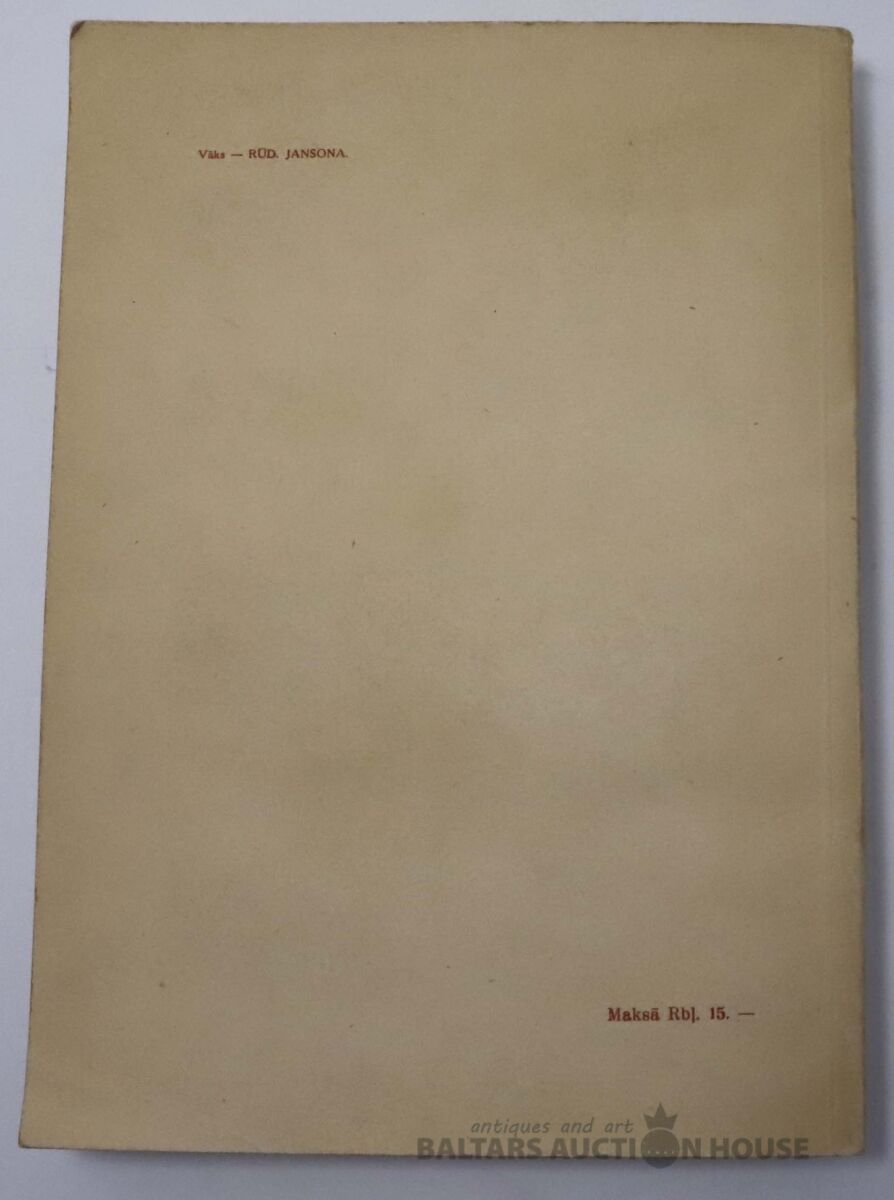 Vāks — RŪD. JANSONA.
Maksā Rbļ. 15. —
antiques and art
BALTARS AUCTION HOUSE